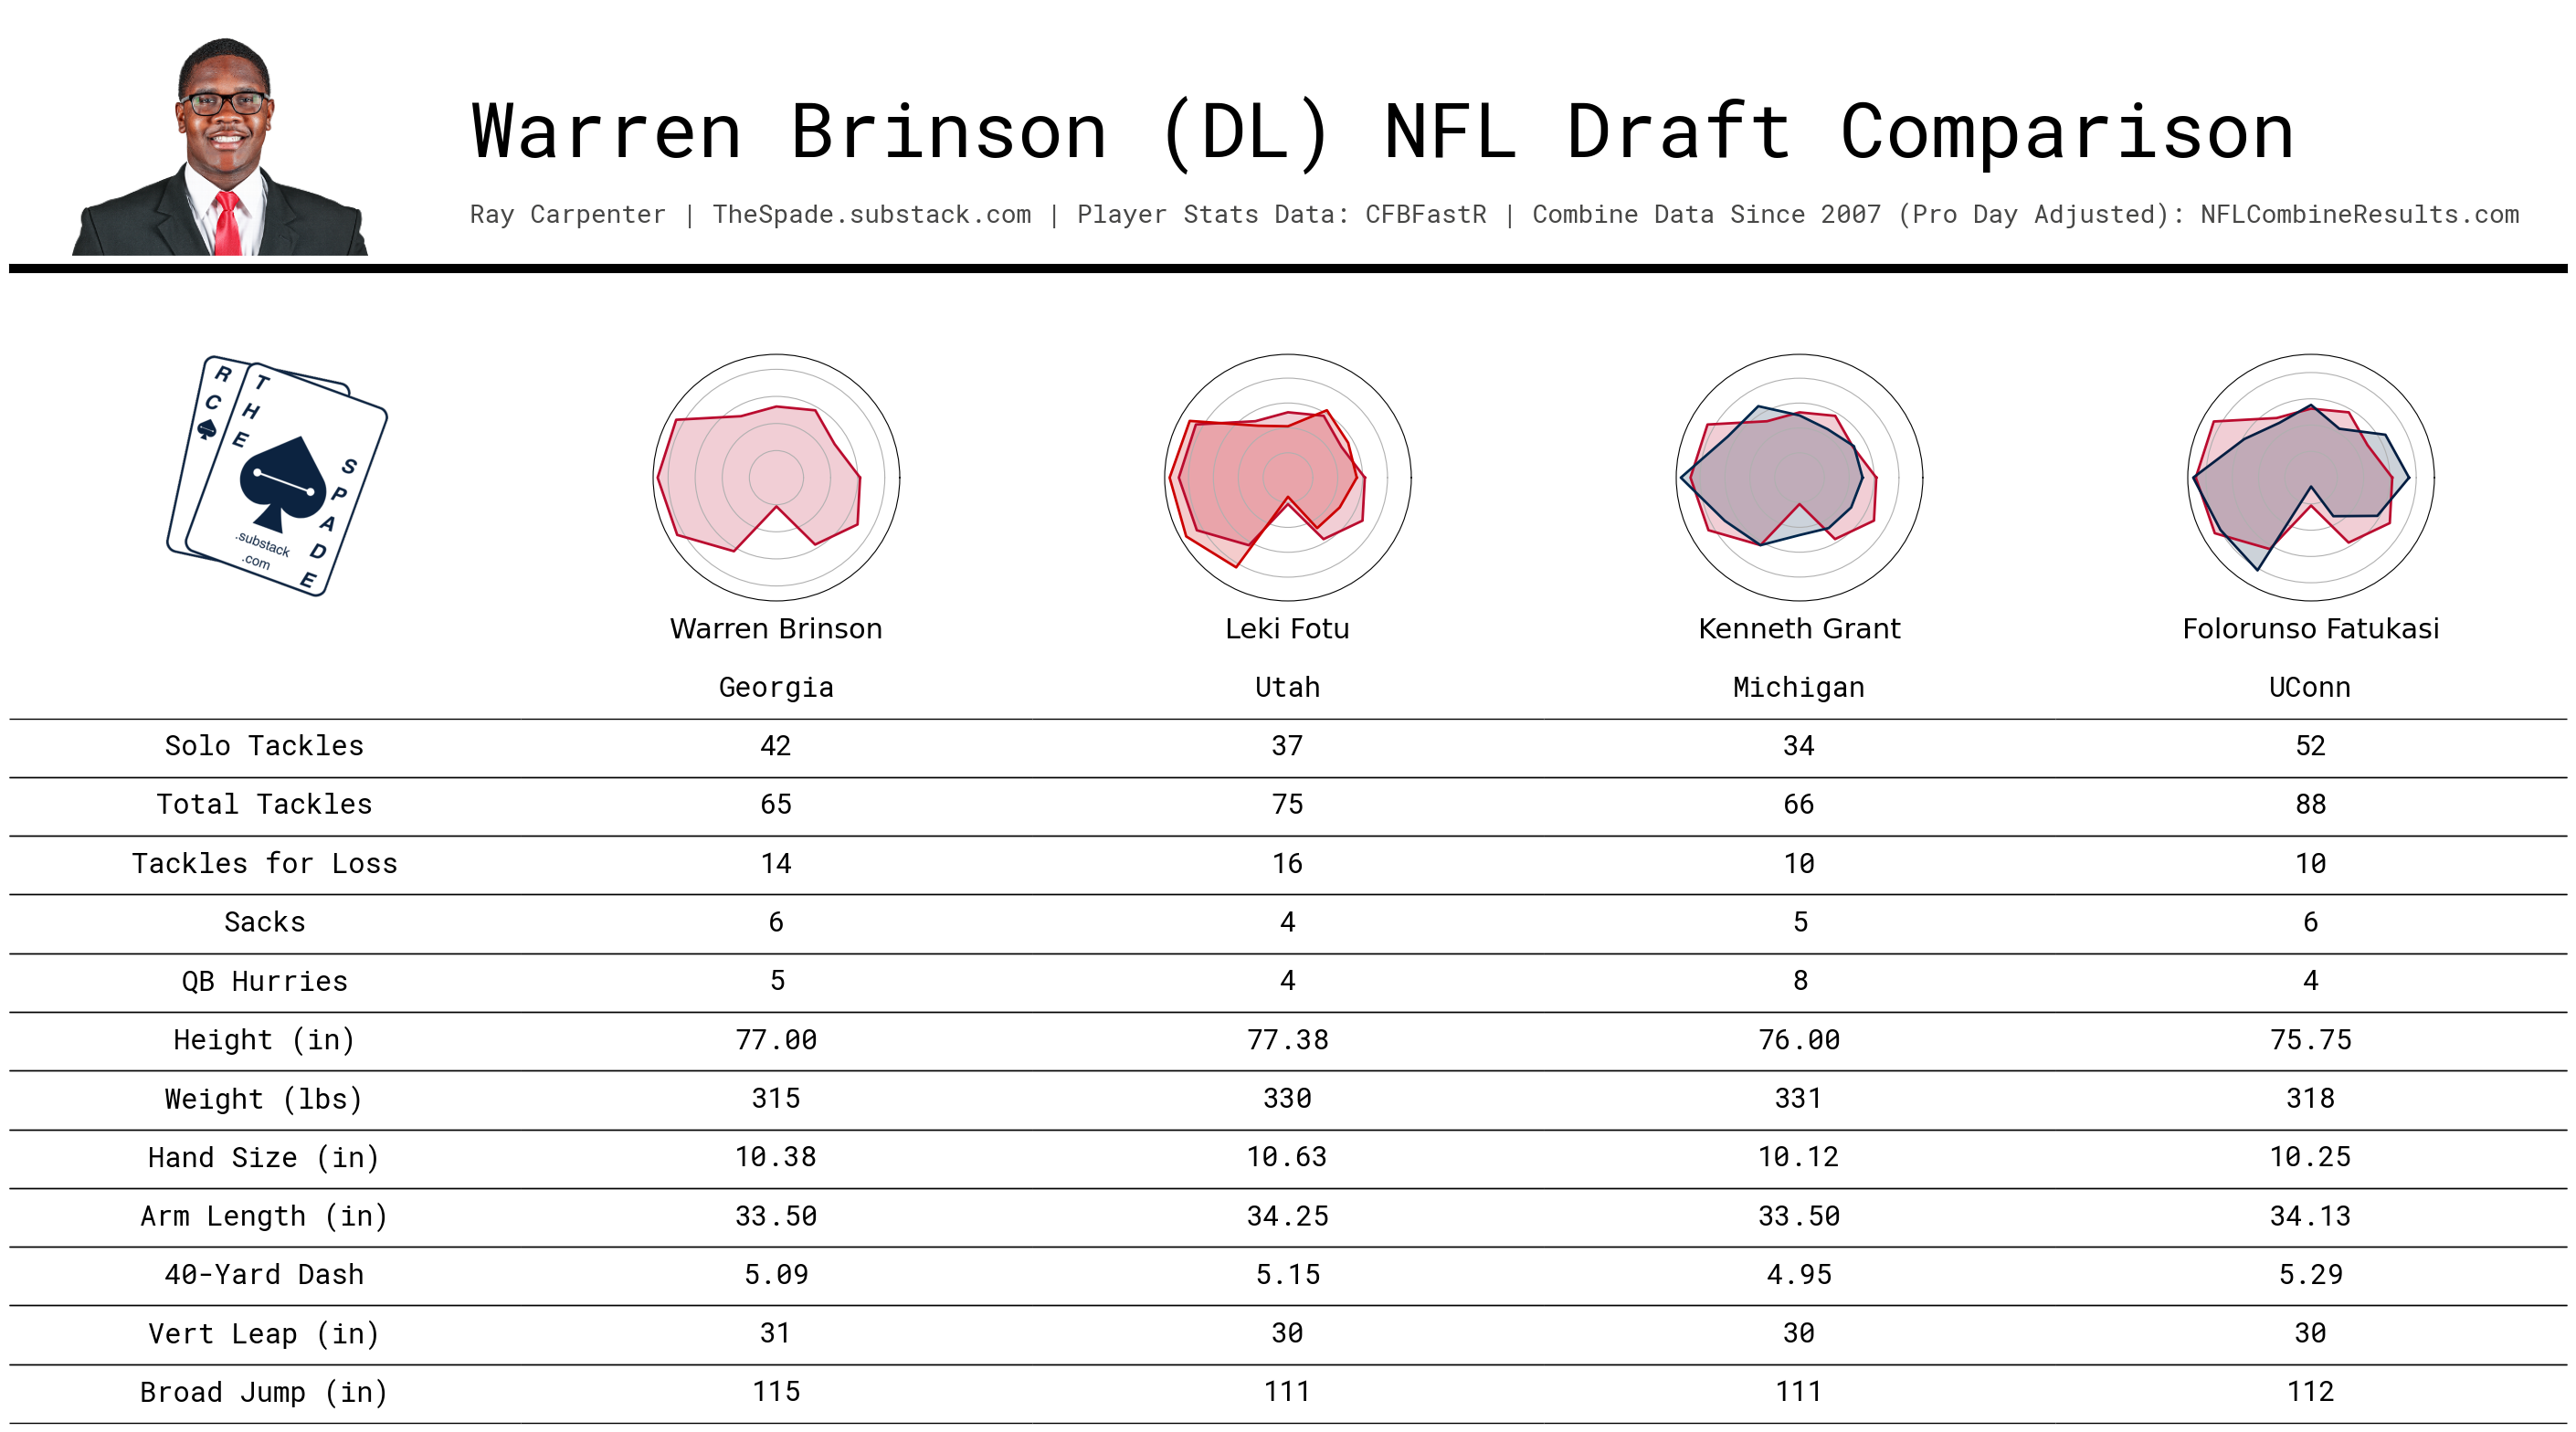 Warren Brinson (DL) NFL Draft Comparison
Ray Carpenter | TheSpade.substack.com | Player Stats Data: CFBFastR | Combine Data Since 2007 (Pro Day Adjusted): NFLCombineResults.com
RC
THE
SPADE
.substack
.com
Warren Brinson Leki Fotu Kenneth Grant Folorunso Fatukasi
Georgia Utah Michigan UConn
Solo Tackles 42 37 34 52
Total Tackles 65 75 66 88
Tackles for Loss 14 16 10 10
Sacks 6 4 5 6
QB Hurries 5 4 8 4
Height (in) 77.00 77.38 76.00 75.75
Weight (lbs) 315 330 331 318
Hand Size (in) 10.38 10.63 10.12 10.25
Arm Length (in) 33.50 34.25 33.50 34.13
40-Yard Dash 5.09 5.15 4.95 5.29
Vert Leap (in) 31 30 30 30
Broad Jump (in) 115 111 111 112